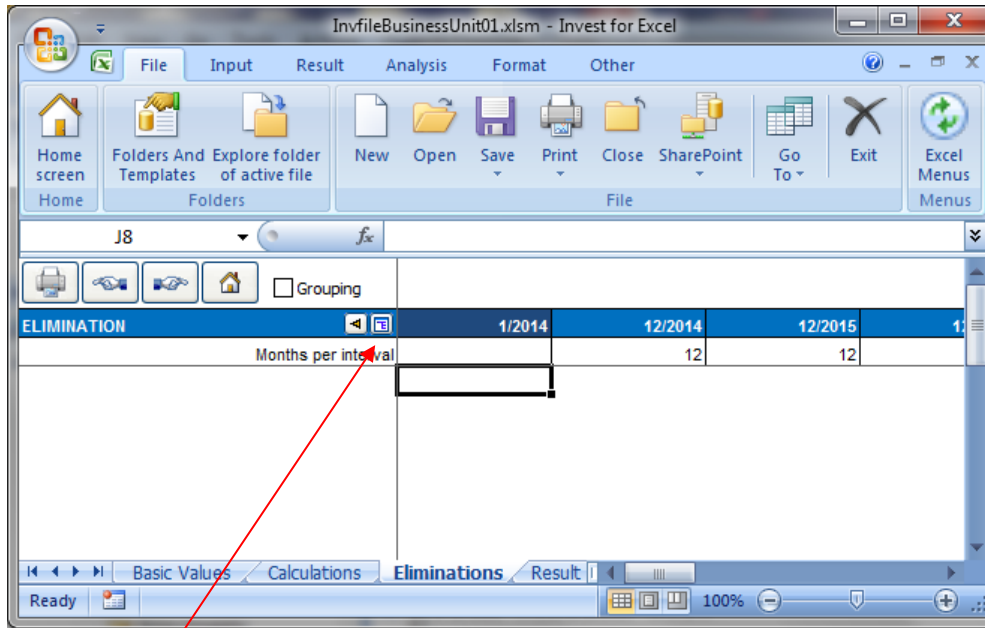 InvfileBusinessUnit01.xlsm - Invest for Excel
File Input Result Analysis Format Other
Home screen
Folders And Templates
Explore folder of active file
New Open Save Print Close SharePoint
Go To
Exit
Excel Menus
Home Folders File Menus
J8 fx
Grouping
ELIMINATION 1/2014 12/2014 12/2015
Months per interval 12 12
Basic Values Calculations Eliminations Result
Ready 100%